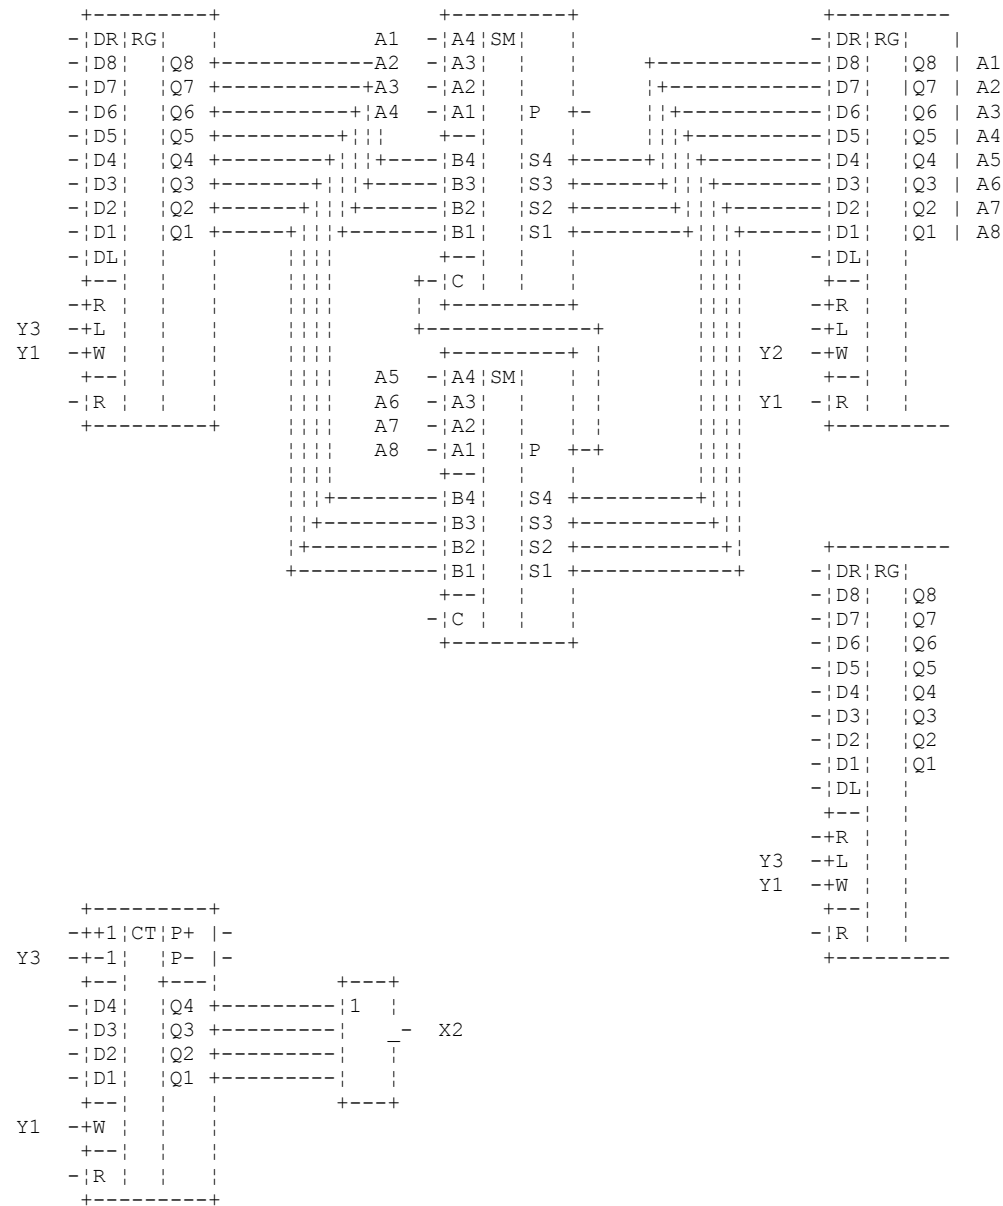 DR RG A1 A4 SM DR RG
D8 Q8 A2 A3 D8 Q8 A1
D7 Q7 A3 A2 D7 Q7 A2
D6 Q6 A4 A1 P D6 Q6 A3
D5 Q5 D5 Q5 A4
D4 Q4 B4 S4 D4 Q4 A5
D3 Q3 B3 S3 D3 Q3 A6
D2 Q2 B2 S2 D2 Q2 A7
D1 Q1 B1 S1 D1 Q1 A8
DL DL
C
R R
Y3 L L
Y1 W Y2 W
A5 A4 SM
R A6 A3 Y1 R
A7 A2
A8 A1 P
B4 S4
B3 S3
B2 S2
B1 S1 DR RG
D8 Q8
C D7 Q7
D6 Q6
D5 Q5
D4 Q4
D3 Q3
D2 Q2
D1 Q1
DL
R
Y3 L
Y1 W
+1 CT P+ R
Y3 -1 P-
D4 Q4 1
D3 Q3 X2
D2 Q2
D1 Q1
Y1 W
R